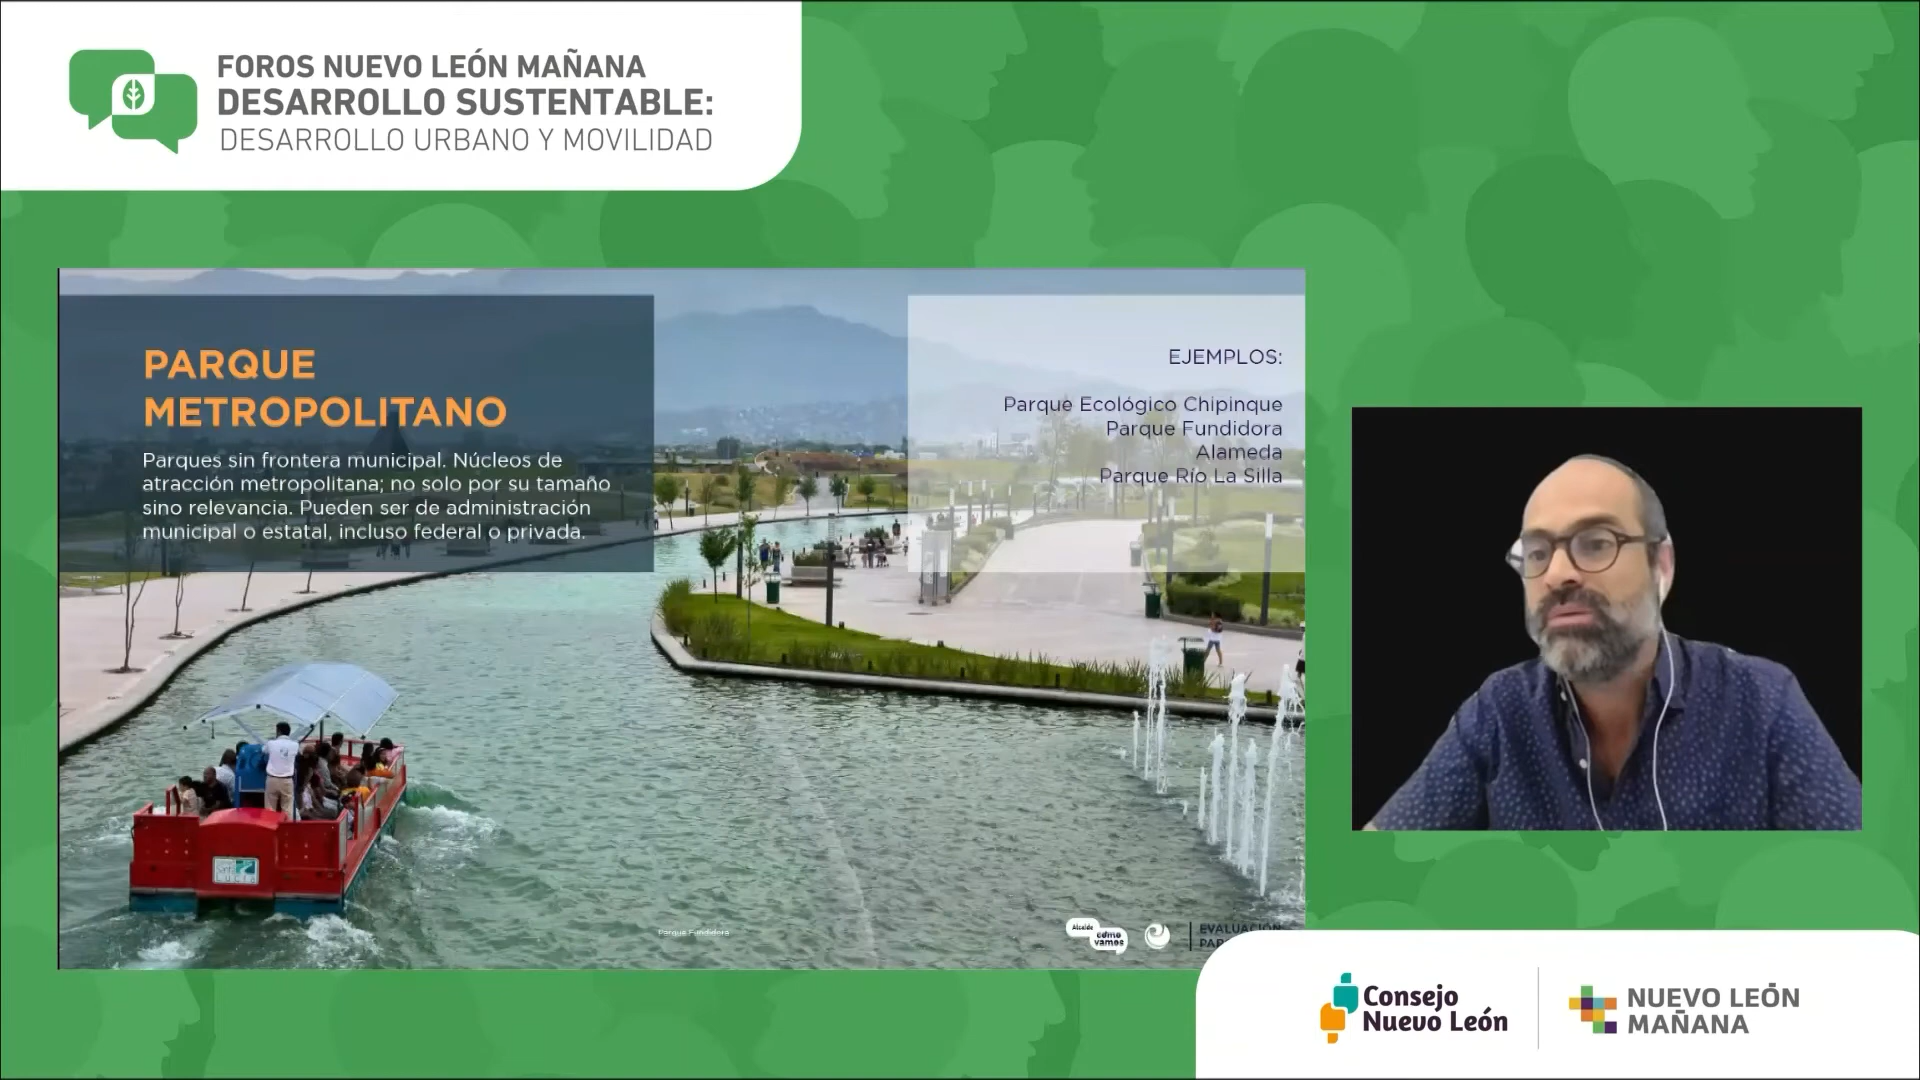 FOROS NUEVO LEÓN MAÑANA
DESARROLLO SUSTENTABLE:
DESARROLLO URBANO Y MOVILIDAD
PARQUE
METROPOLITANO
Parques sin frontera municipal. Núcleos de
atracción metropolitana; no solo por su tamaño
sino relevancia. Pueden ser de administración
municipal o estatal, incluso federal o privada.
EJEMPLOS:
Parque Ecológico Chipinque
Parque Fundidora
Alameda
Parque Río La Silla
Parque Fundidora
Alcalde
cómo
vamos
EVALUACIÓN
Consejo
Nuevo León
NUEVO LEÓN
MAÑANA